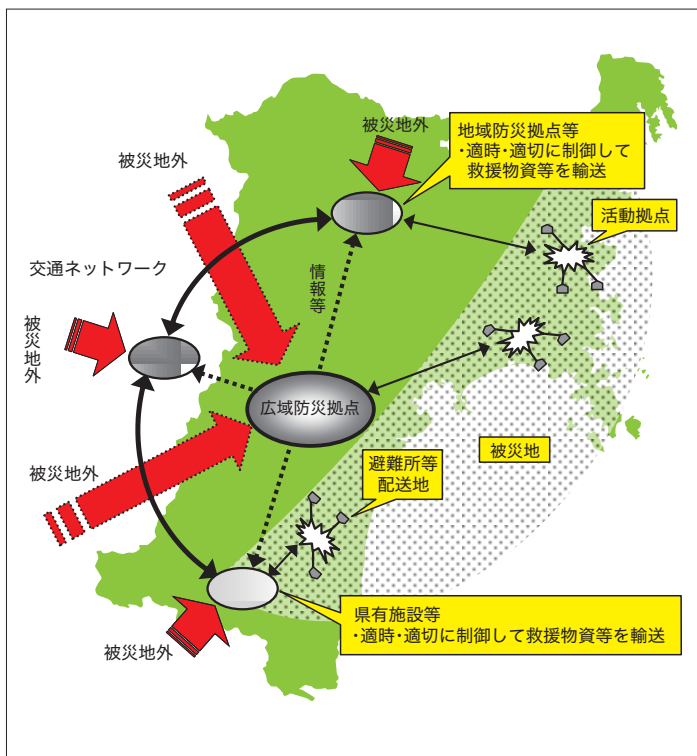 被災地外
地域防災拠点等
・適時・適切に制御して
救援物資等を輸送
被災地外
活動拠点
交通ネットワーク
情報等
被災地外
広域防災拠点
被災地
避難所等
配送地
被災地外
県有施設等
・適時・適切に制御して救援物資等を輸送
被災地外